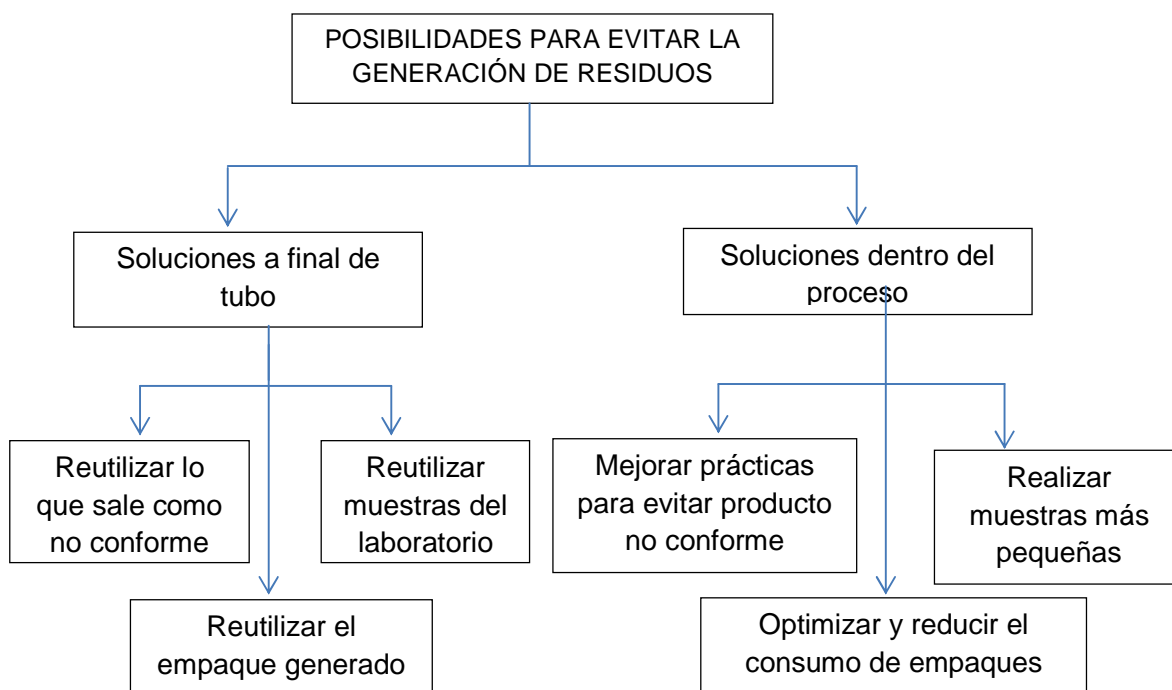 POSIBILIDADES PARA EVITAR LA
GENERACIÓN DE RESIDUOS
Soluciones a final de
tubo
Soluciones dentro del
proceso
Reutilizar lo
que sale como
no conforme
Reutilizar
muestras del
laboratorio
Mejorar prácticas
para evitar producto
no conforme
Realizar
muestras más
pequeñas
Reutilizar el
empaque generado
Optimizar y reducir el
consumo de empaques